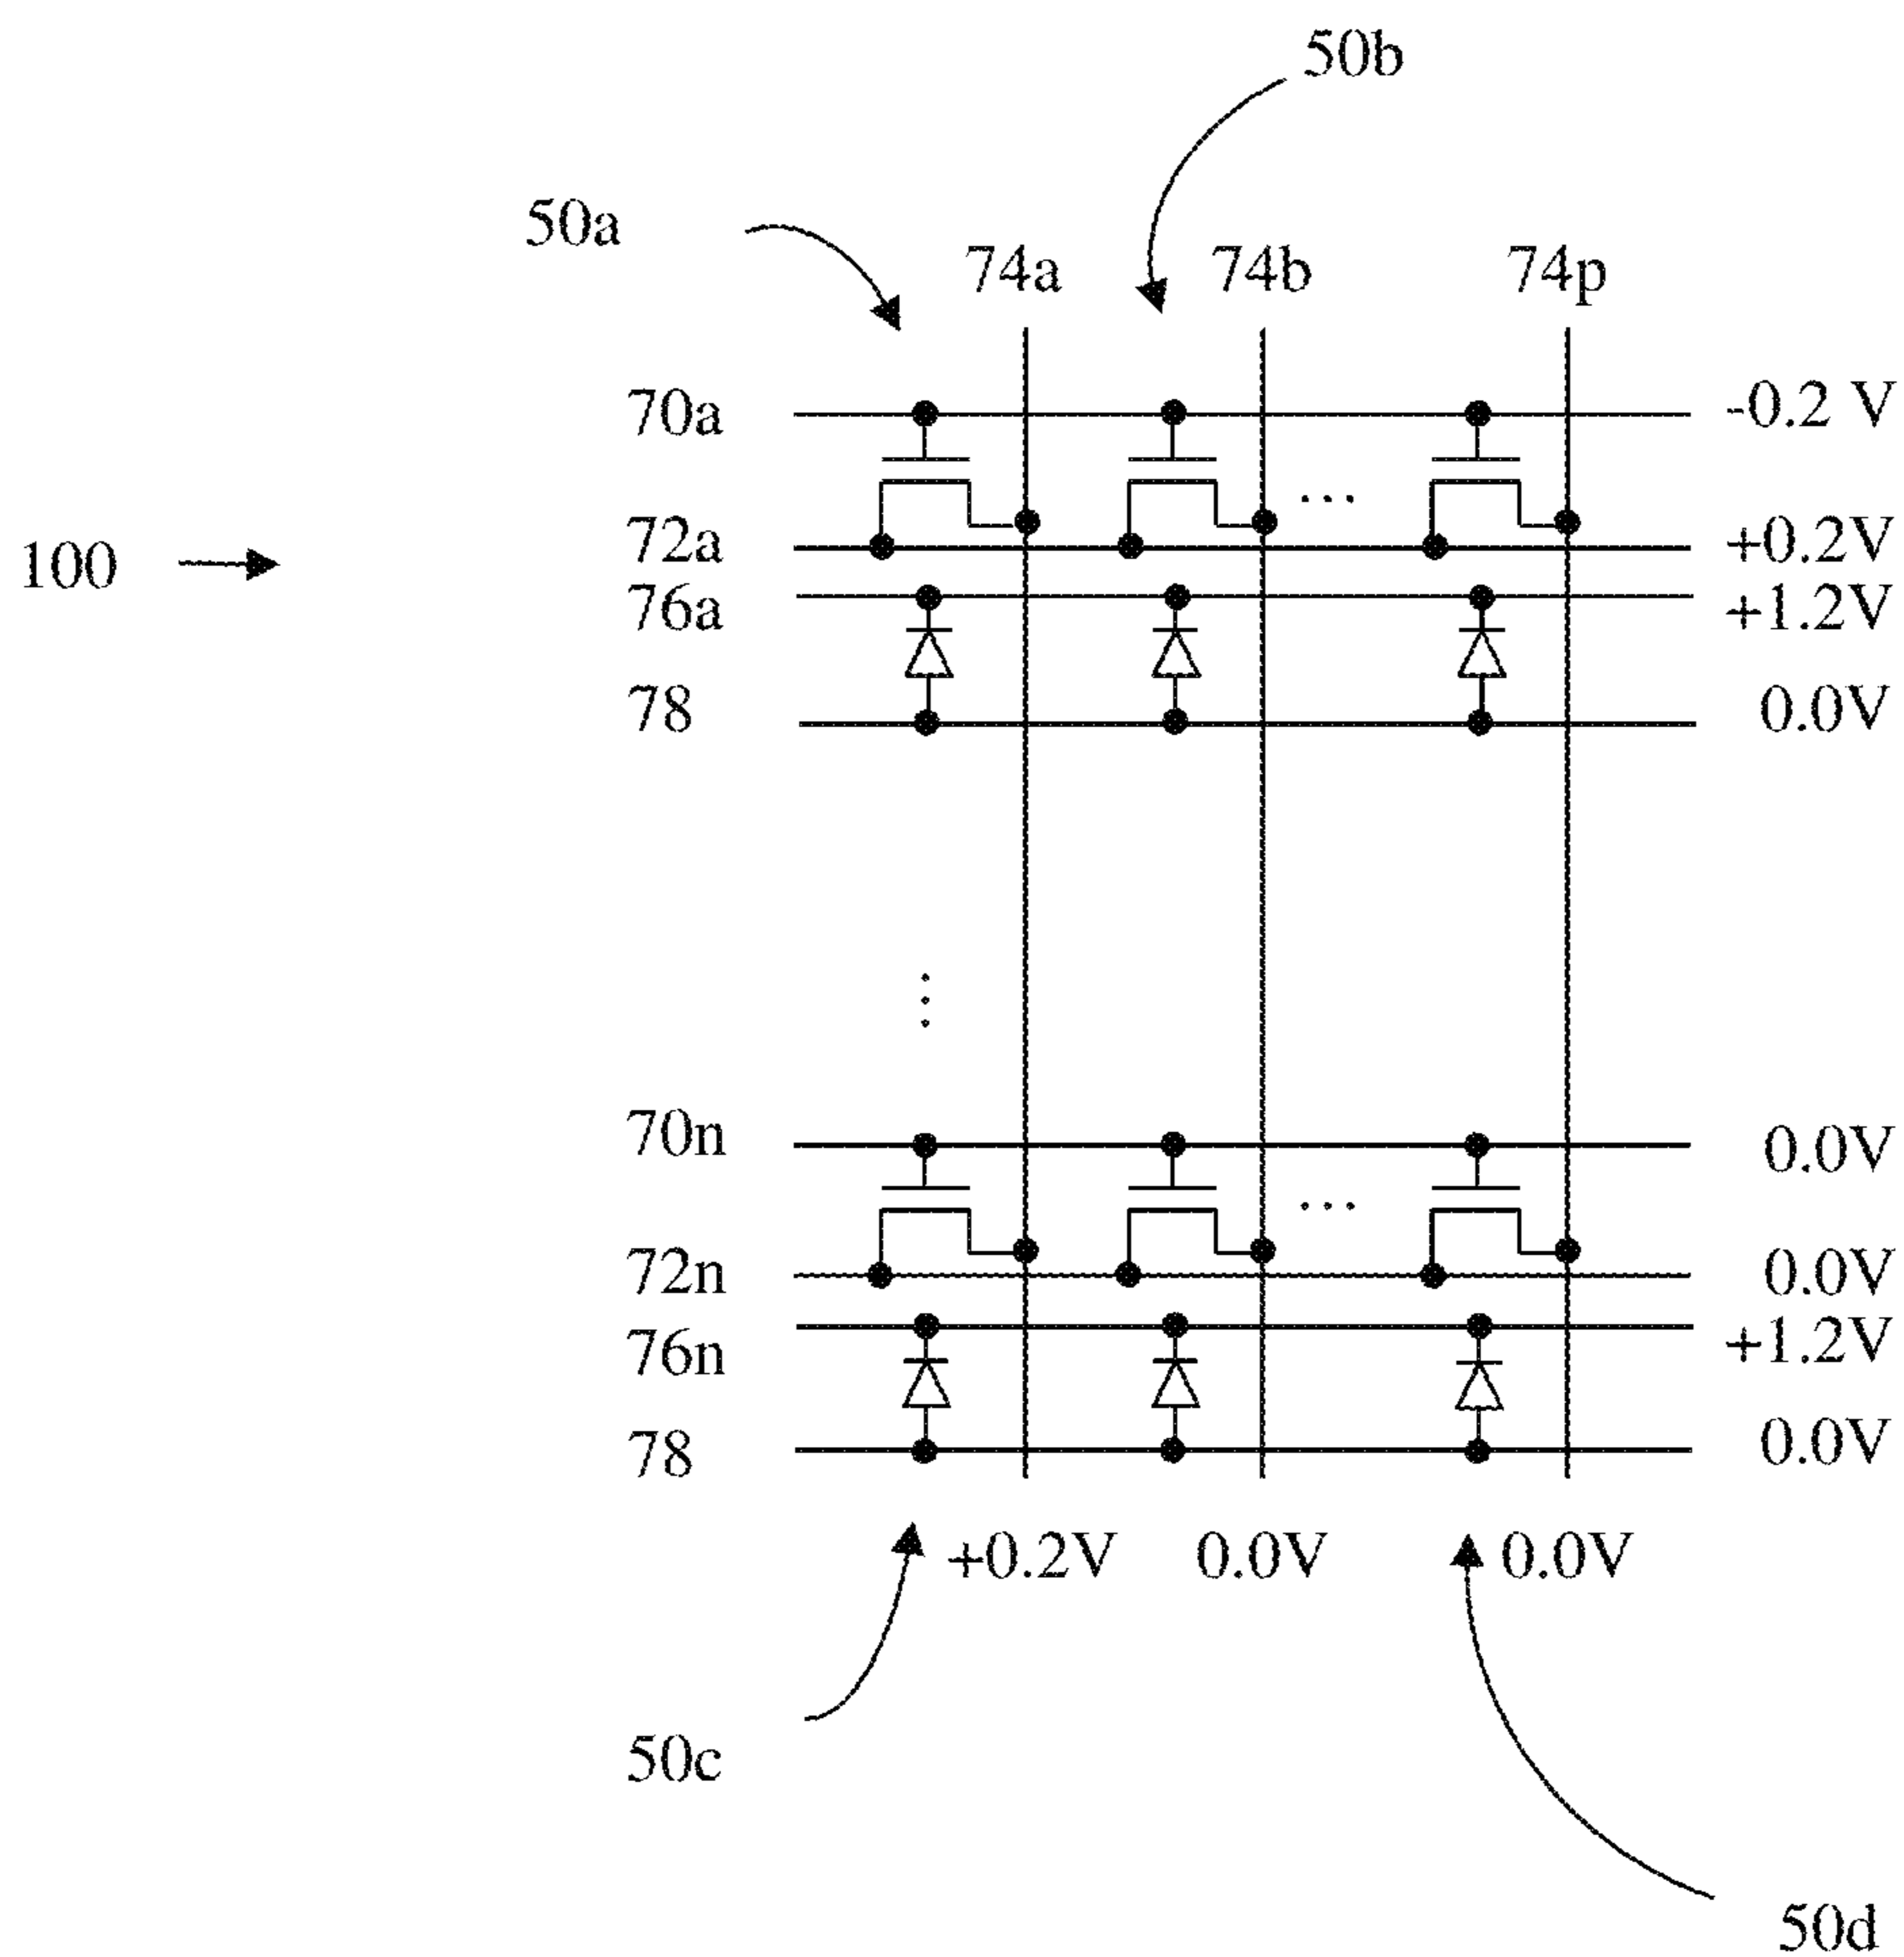 50b
50a
74a 74b 74p
70a -0.2 V
...
72a +0.2V
100
76a +1.2V
78 0.0V
...
70n 0.0V
...
72n 0.0V
76n +1.2V
78 0.0V
+0.2V 0.0V 0.0V
50c
50d